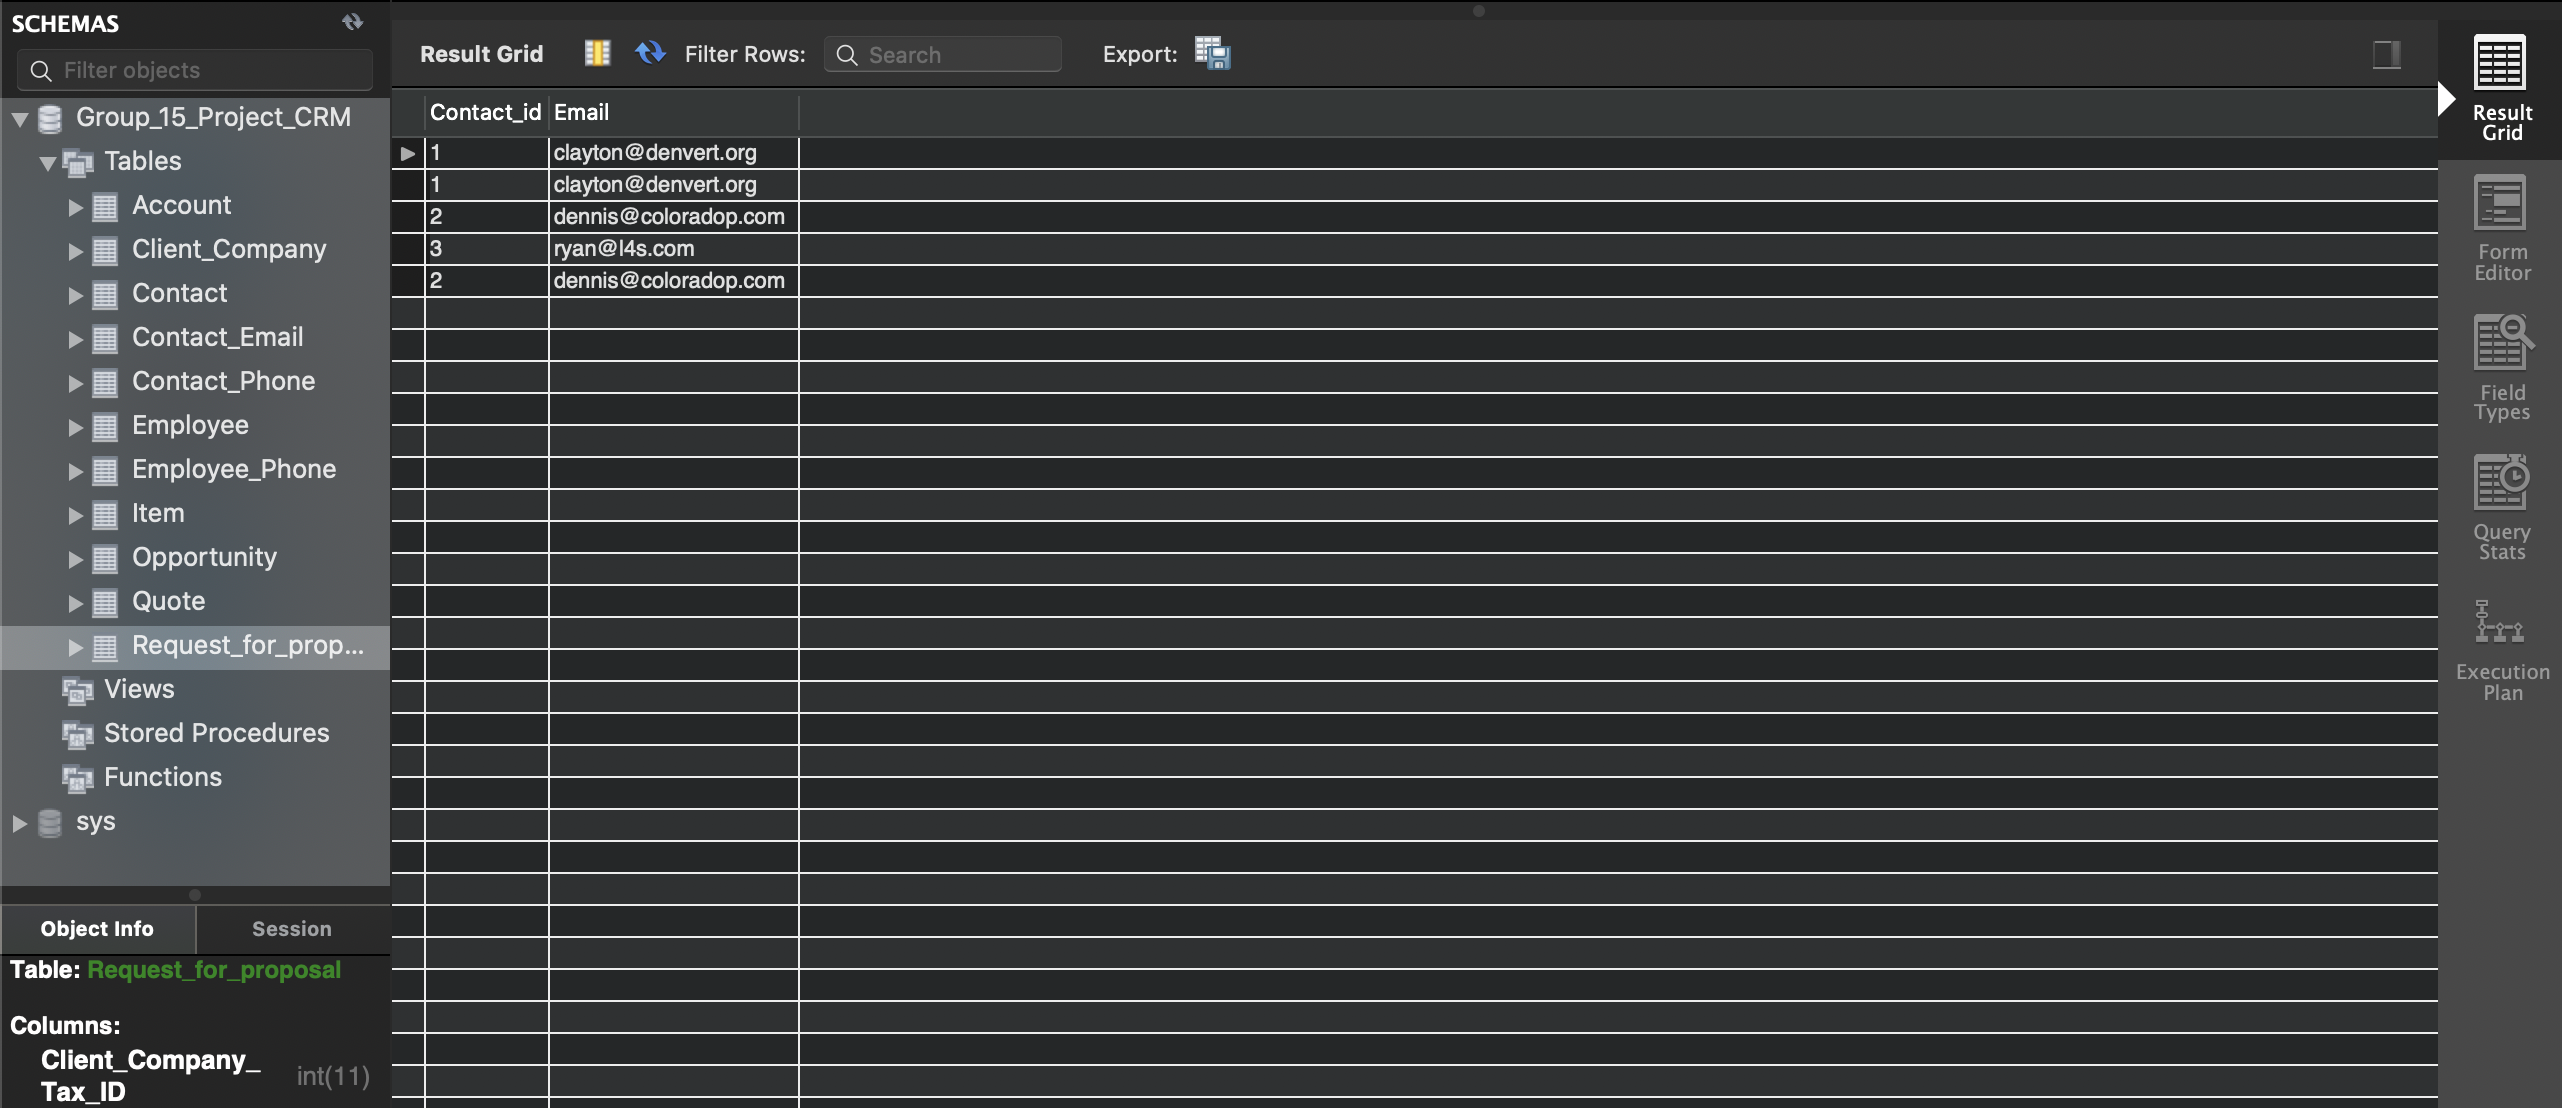 SCHEMAS
Filter objects
Group_15_Project_CRM
Tables
Account
Client_Company
Contact
Contact_Email
Contact_Phone
Employee
Employee_Phone
Item
Opportunity
Quote
Request_for_prop...
Views
Stored Procedures
Functions
sys
Object Info Session
Table: Request_for_proposal
Columns:
Client_Company_
Tax_ID int(11)
Result Grid Filter Rows: Search Export:
Contact_id Email
1 clayton@denvert.org
1 clayton@denvert.org
2 dennis@coloradop.com
3 ryan@l4s.com
2 dennis@coloradop.com
Result
Grid
Form
Editor
Field
Types
Query
Stats
Execution
Plan